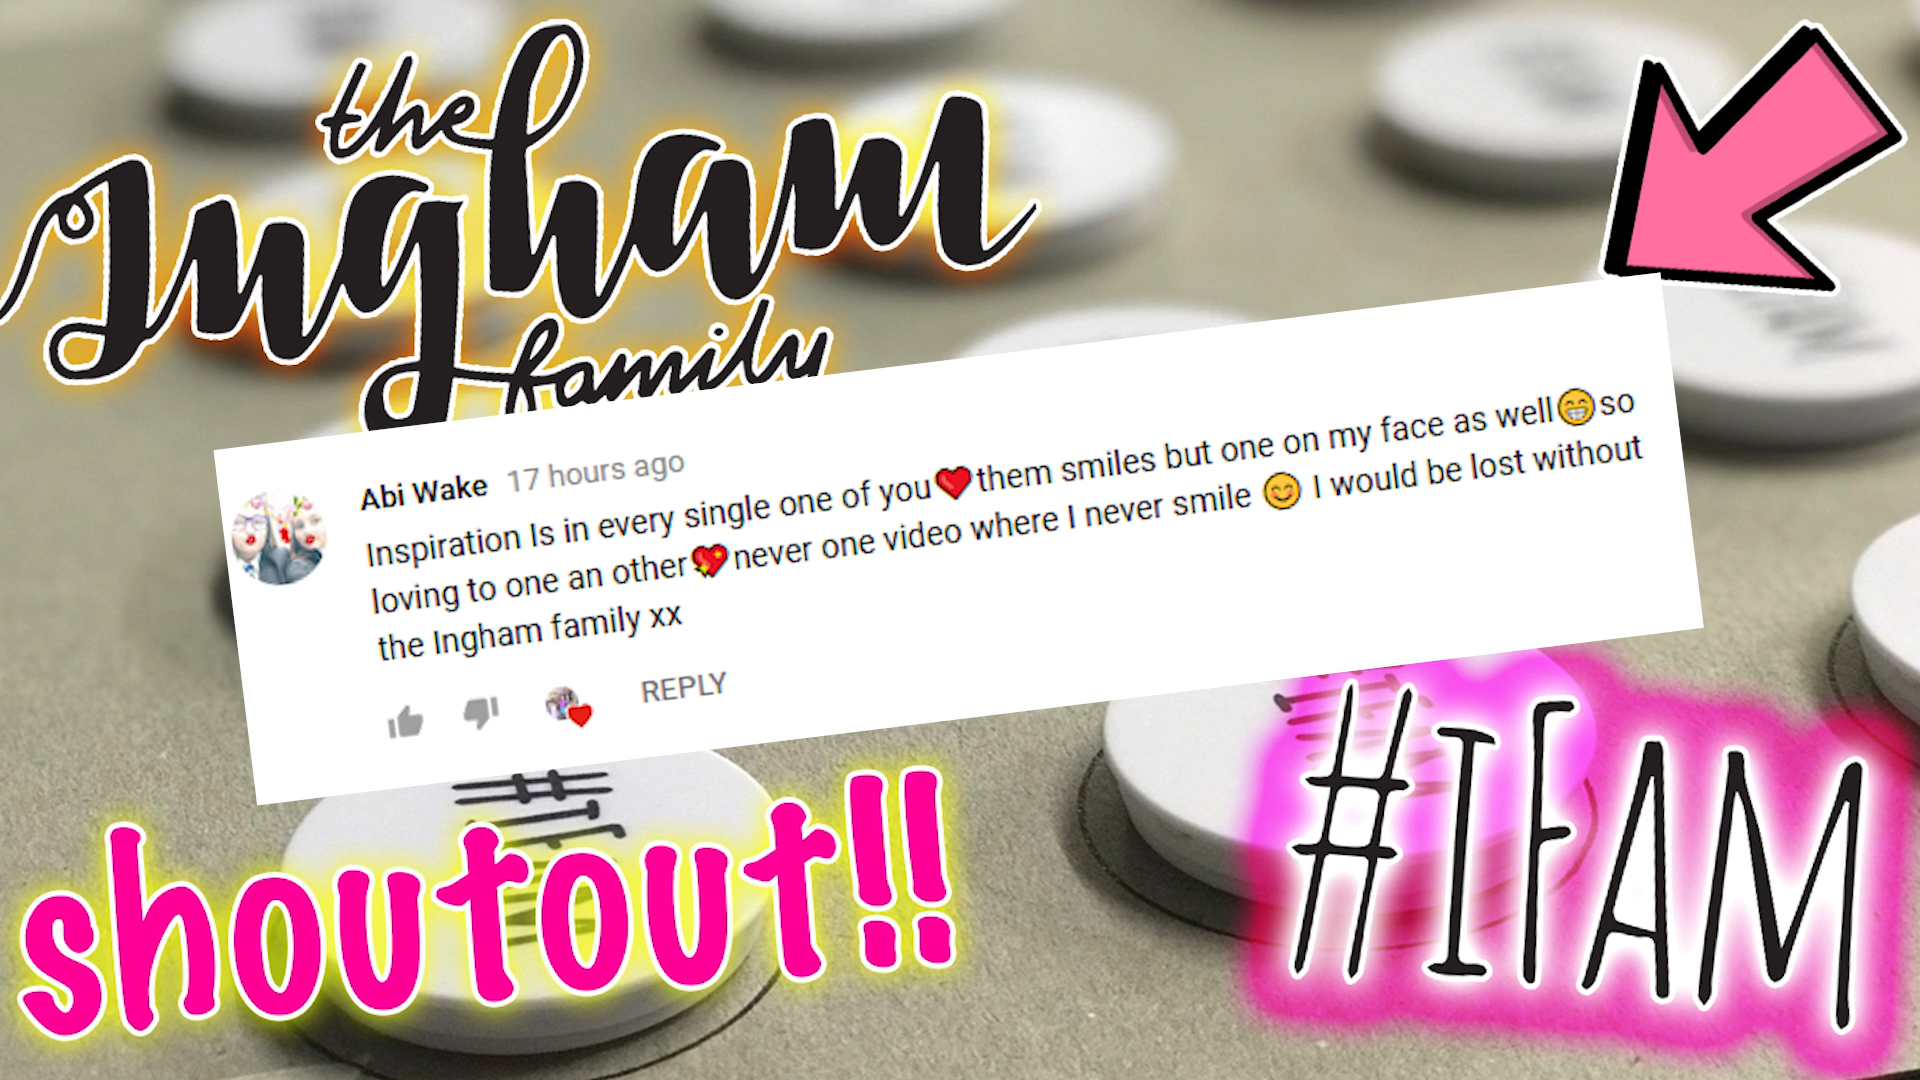 the
Ingham
family
Abi Wake 17 hours ago
Inspiration Is in every single one of you❤them smiles but one on my face as well😁so
loving to one an other💖never one video where I never smile 😊 I would be lost without
the Ingham family xx
REPLY
#IFAM
#IFAM
shoutout!!